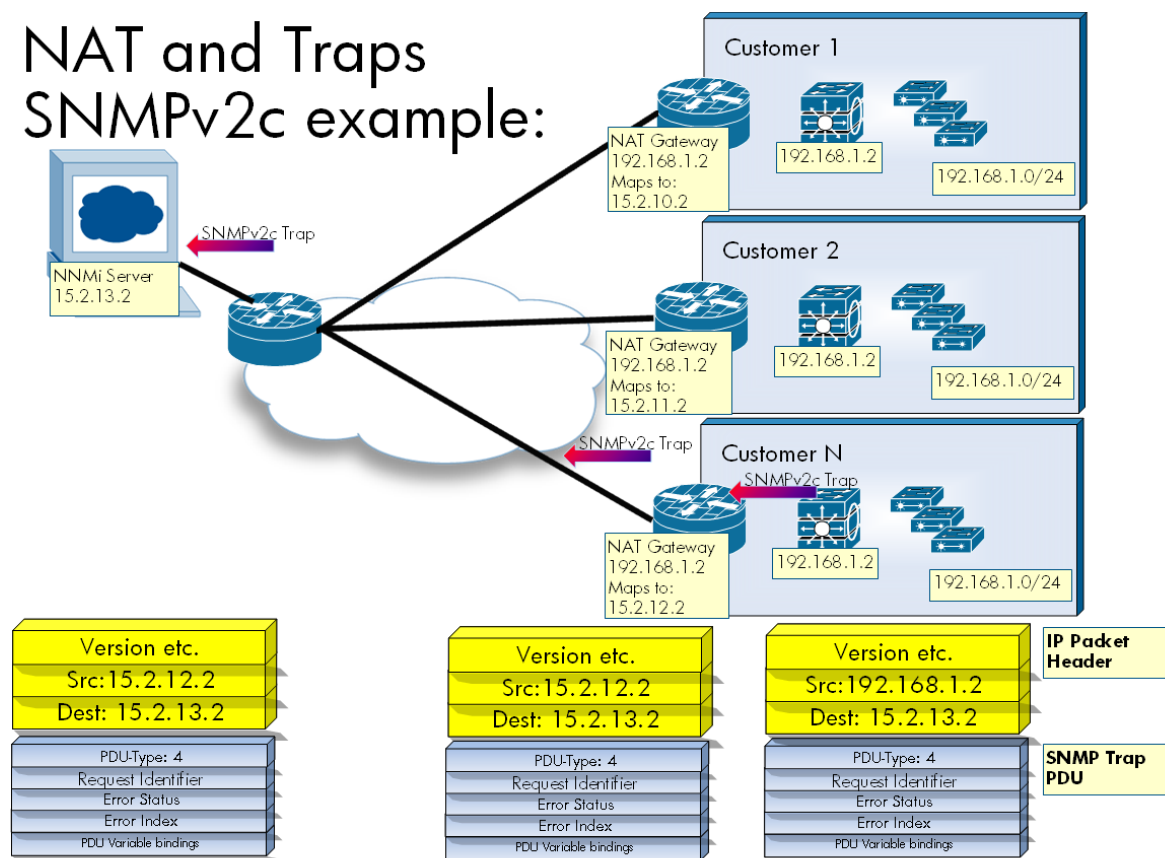 NAT and Traps
SNMPv2c example:
SNMPv2c Trap
NNMi Server
15.2.13.2
Customer 1
NAT Gateway
192.168.1.2
Maps to:
15.2.10.2
192.168.1.2
192.168.1.0/24
Customer 2
NAT Gateway
192.168.1.2
Maps to:
15.2.11.2
192.168.1.2
192.168.1.0/24
SNMPv2c Trap
Customer N
SNMPv2c Trap
NAT Gateway
192.168.1.2
Maps to:
15.2.12.2
192.168.1.2
192.168.1.0/24
Version etc.
Src:15.2.12.2
Dest: 15.2.13.2
PDU-Type: 4
Request Identifier
Error Status
Error Index
PDU Variable bindings
Version etc.
Src:15.2.12.2
Dest: 15.2.13.2
PDU-Type: 4
Request Identifier
Error Status
Error Index
PDU Variable bindings
Version etc.
Src:192.168.1.2
Dest: 15.2.13.2
PDU-Type: 4
Request Identifier
Error Status
Error Index
PDU Variable bindings
IP Packet
Header
SNMP Trap
PDU